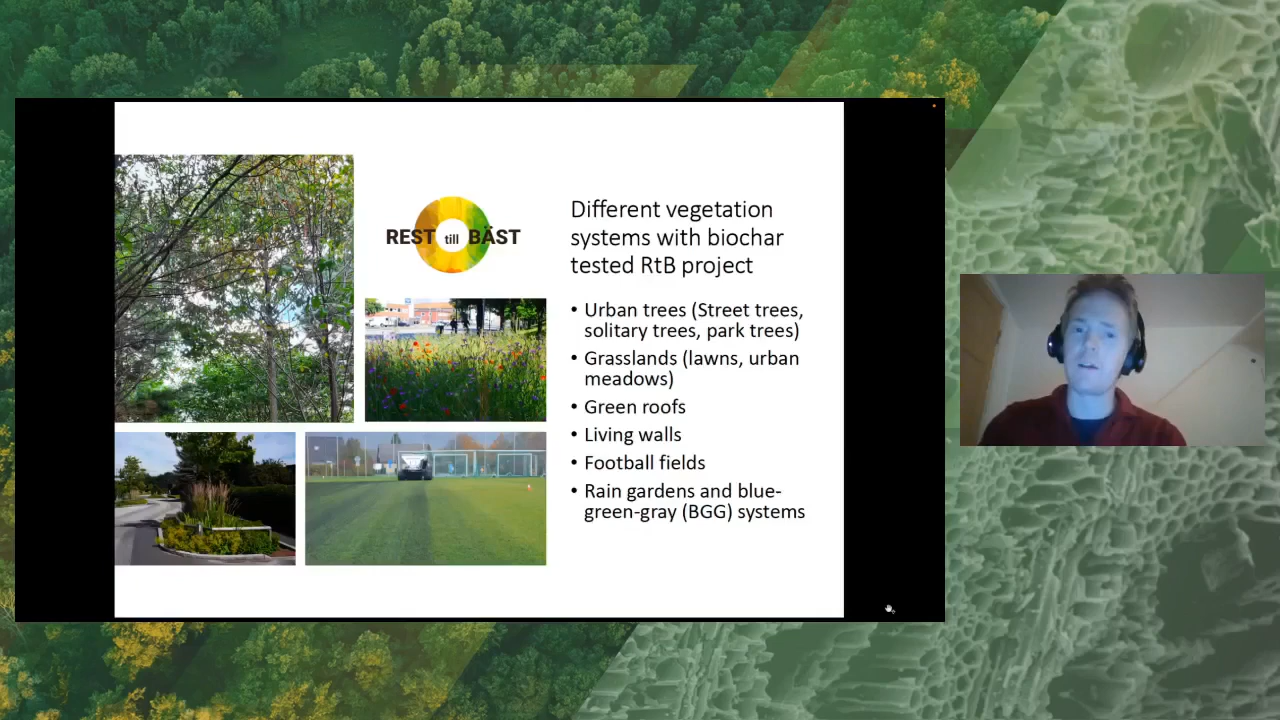 REST till BÄST
Different vegetation
systems with biochar
tested RtB project
• Urban trees (Street trees,
solitary trees, park trees)
• Grasslands (lawns, urban
meadows)
• Green roofs
• Living walls
• Football fields
• Rain gardens and blue-
green-gray (BGG) systems